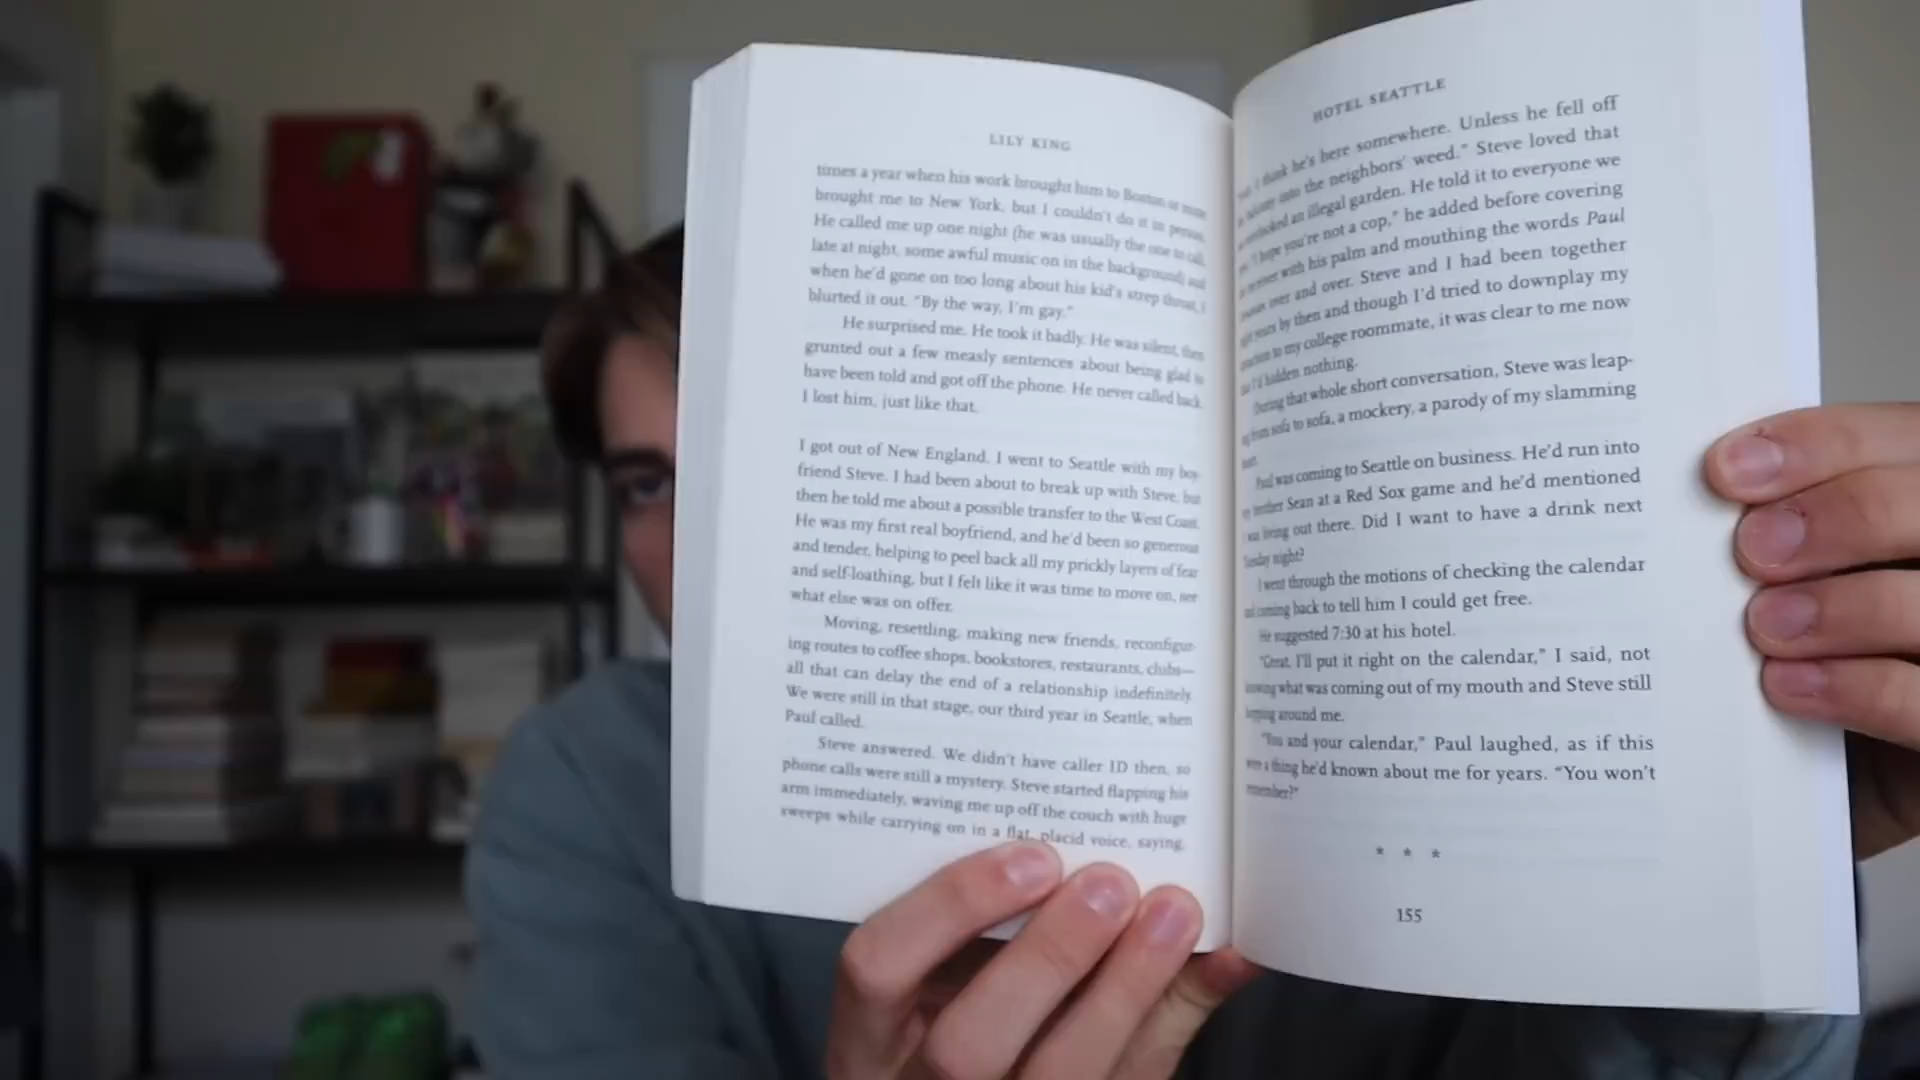 LILY KING
times a year when his work brought him to Boston or mine
brought me to New York, but I couldn't do it in person.
He called me up one night (he was usually the one to call,
late at night, some awful music on in the background) and
when he'd gone on too long about his kid's strep throat, I
blurted it out. “By the way, I'm gay.”
He surprised me. He took it badly. He was silent, then
grunted out a few measly sentences about being glad to
have been told and got off the phone. He never called back.
I lost him, just like that.
I got out of New England. I went to Seattle with my boy-
friend Steve. I had been about to break up with Steve, but
then he told me about a possible transfer to the West Coast.
He was my first real boyfriend, and he'd been so generous
and tender, helping to peel back all my prickly layers of fear
and self-loathing, but I felt like it was time to move on, see
what else was on offer.
Moving, resettling, making new friends, reconfigur-
ing routes to coffee shops, bookstores, restaurants, clubs—
all that can delay the end of a relationship indefinitely.
We were still in that stage, our third year in Seattle, when
Paul called.
Steve answered. We didn't have caller ID then, so
phone calls were still a mystery. Steve started flapping his
arm immediately, waving me up off the couch with huge
sweeps while carrying on in a flat, placid voice, saying,
HOTEL SEATTLE
I think he's here somewhere. Unless he fell off
into the neighbors' weed.” Steve loved that
an illegal garden. He told it to everyone we
“I hope you're not a cop,” he added before covering
with his palm and mouthing the words Paul
over and over. Steve and I had been together
years by then and though I'd tried to downplay my
to my college roommate, it was clear to me now
I'd hidden nothing.
During that whole short conversation, Steve was leap-
from sofa to sofa, a mockery, a parody of my slamming
Paul was coming to Seattle on business. He'd run into
my brother Sean at a Red Sox game and he'd mentioned
I was living out there. Did I want to have a drink next
night?
I went through the motions of checking the calendar
and coming back to tell him I could get free.
He suggested 7:30 at his hotel.
“Great, I'll put it right on the calendar,” I said, not
knowing what was coming out of my mouth and Steve still
around me.
“You and your calendar,” Paul laughed, as if this
were a thing he'd known about me for years. “You won't
remember?”
* * *
155